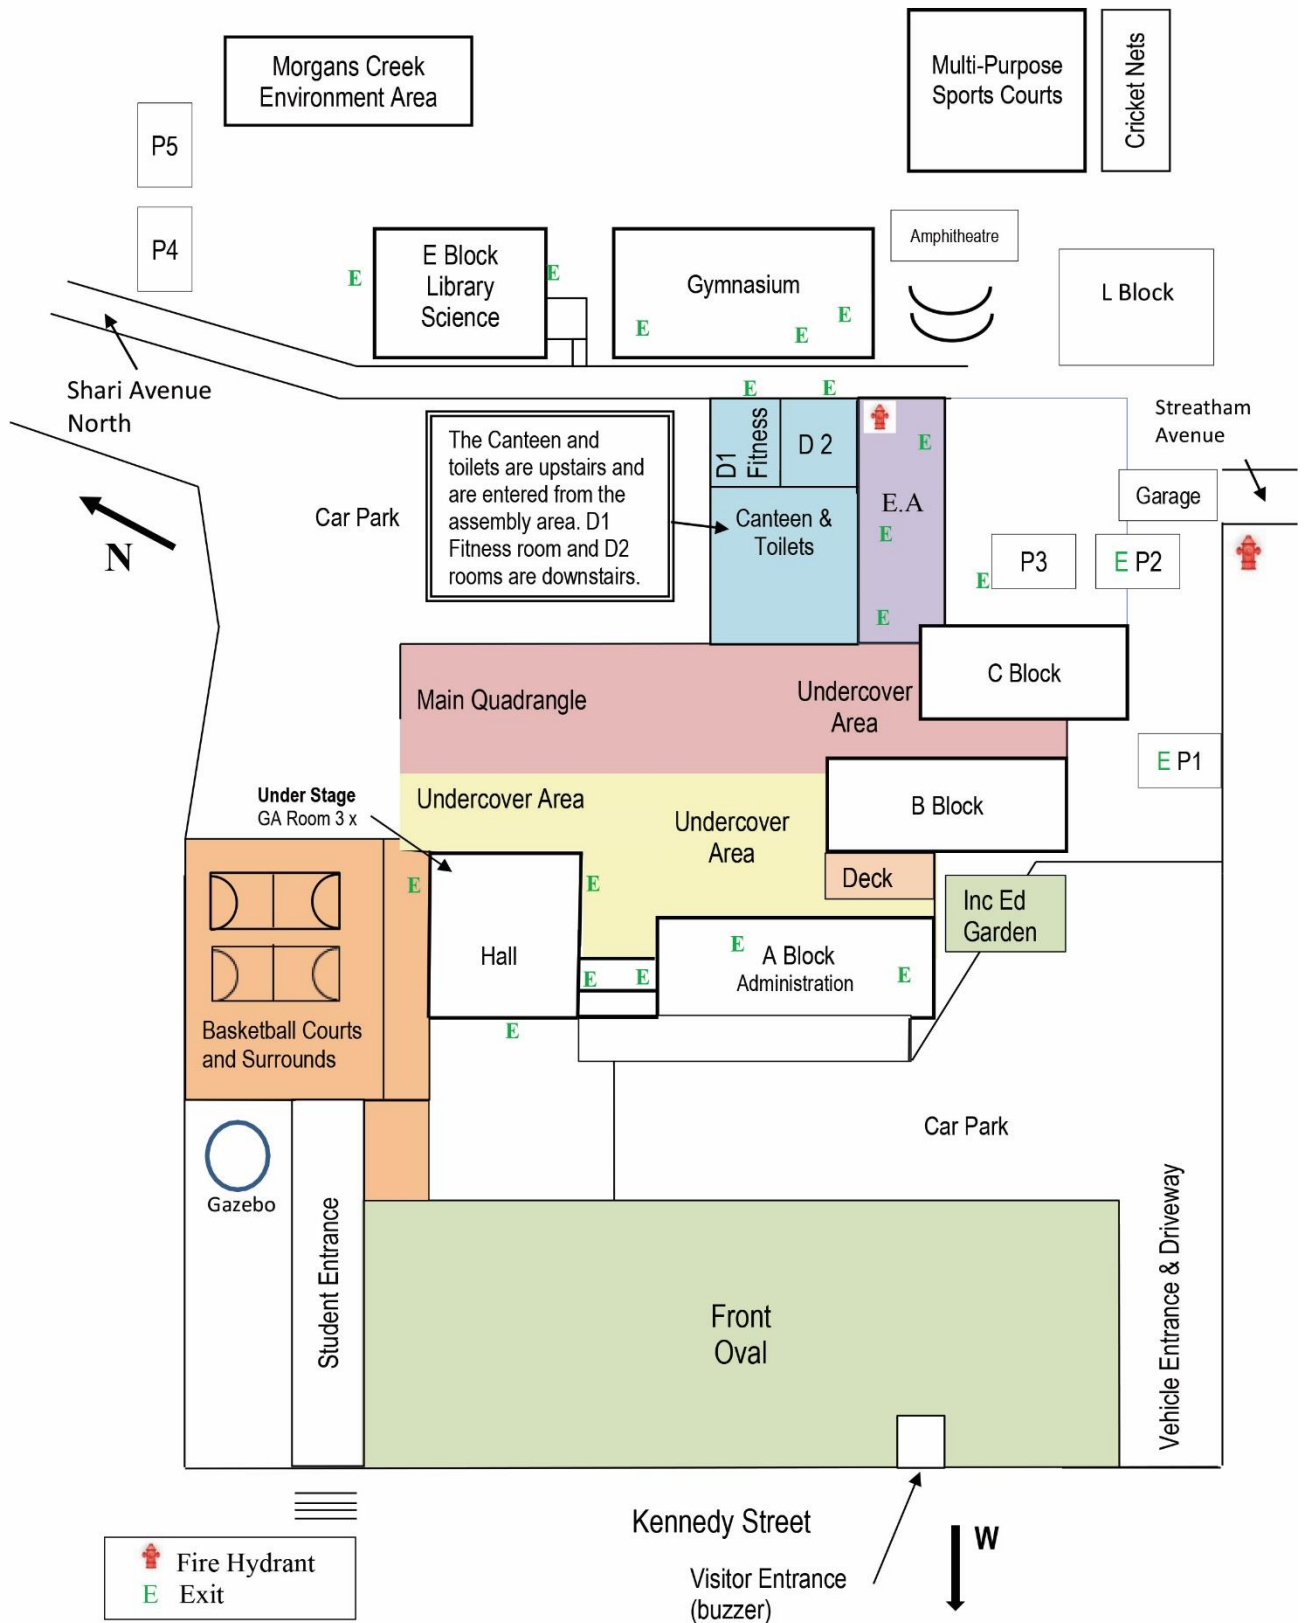 Morgans Creek
Environment Area
Multi-Purpose
Sports Courts
Cricket Nets
P5
P4
E Block
Library
Science
E
E
Gymnasium
E
E
E
Amphitheatre
L Block
Shari Avenue
North
Streatham
Avenue
E
E
D1
Fitness
D 2
E
E.A
E
E
Canteen &
Toilets
The Canteen and
toilets are upstairs and
are entered from the
assembly area. D1
Fitness room and D2
rooms are downstairs.
Car Park
N
Garage
P3
E
E P2
C Block
Main Quadrangle
Undercover
Area
E P1
Under Stage
GA Room 3 x
Undercover Area
Undercover
Area
B Block
Deck
Inc Ed
Garden
E
E
Hall
E
E
E
A Block
Administration
E
E
Basketball Courts
and Surrounds
Car Park
Gazebo
Student Entrance
Front
Oval
Vehicle Entrance & Driveway
Kennedy Street
W
Visitor Entrance
(buzzer)
Fire Hydrant
E Exit